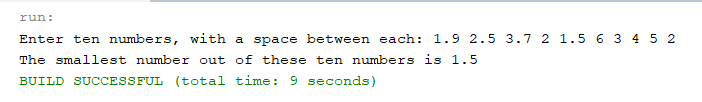 run:
Enter ten numbers, with a space between each: 1.9 2.5 3.7 2 1.5 6 3 4 5 2
The smallest number out of these ten numbers is 1.5
BUILD SUCCESSFUL (total time: 9 seconds)